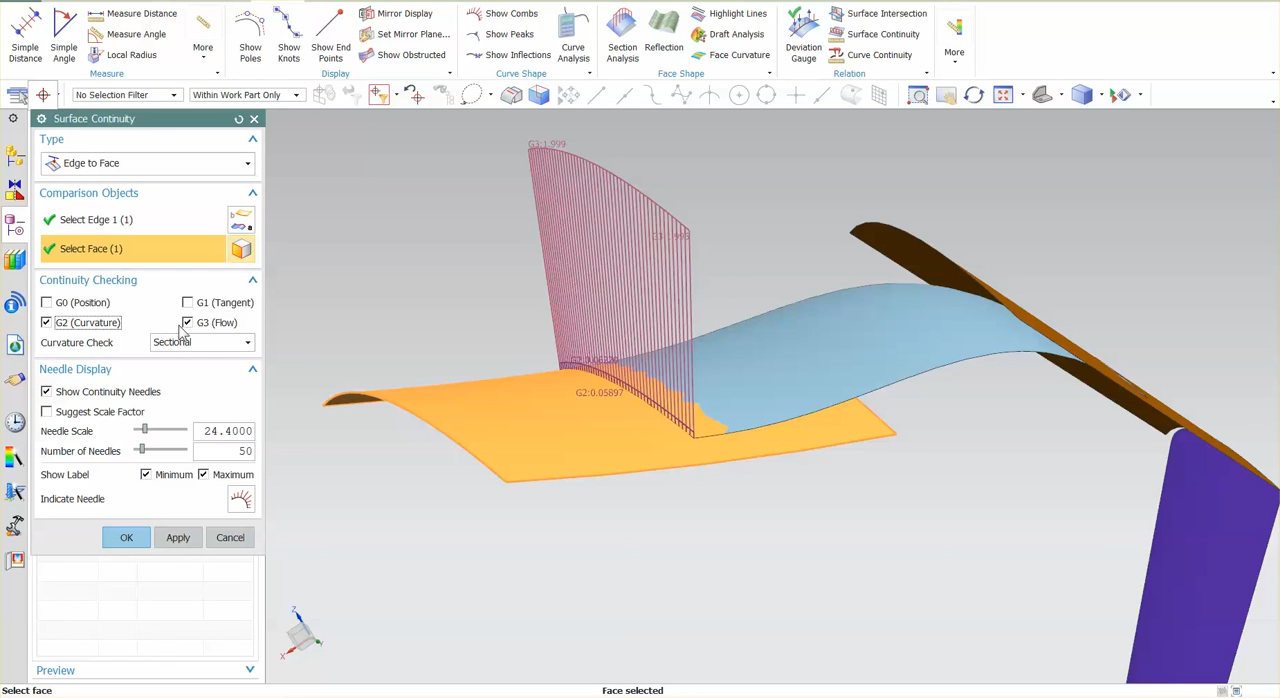 Simple Distance
Simple Angle
Measure Distance
Measure Angle
Local Radius
More
Measure
Show Poles
Show Knots
Show End Points
Mirror Display
Set Mirror Plane...
Show Obstructed
Display
Show Combs
Show Peaks
Show Inflections
Curve Analysis
Curve Shape
Section Analysis
Reflection
Highlight Lines
Draft Analysis
Face Curvature
Face Shape
Deviation Gauge
Surface Intersection
Surface Continuity
Curve Continuity
Relation
More
No Selection Filter
Within Work Part Only
Surface Continuity
Type
Edge to Face
Comparison Objects
Select Edge 1 (1)
Select Face (1)
Continuity Checking
G0 (Position)
G1 (Tangent)
G2 (Curvature)
G3 (Flow)
Curvature Check
Sectional
Needle Display
Show Continuity Needles
Suggest Scale Factor
Needle Scale
24.4000
Number of Needles
50
Show Label
Minimum
Maximum
Indicate Needle
OK
Apply
Cancel
Preview
G3:1.999
G2:0.05897
Z
X
Select face
Face selected